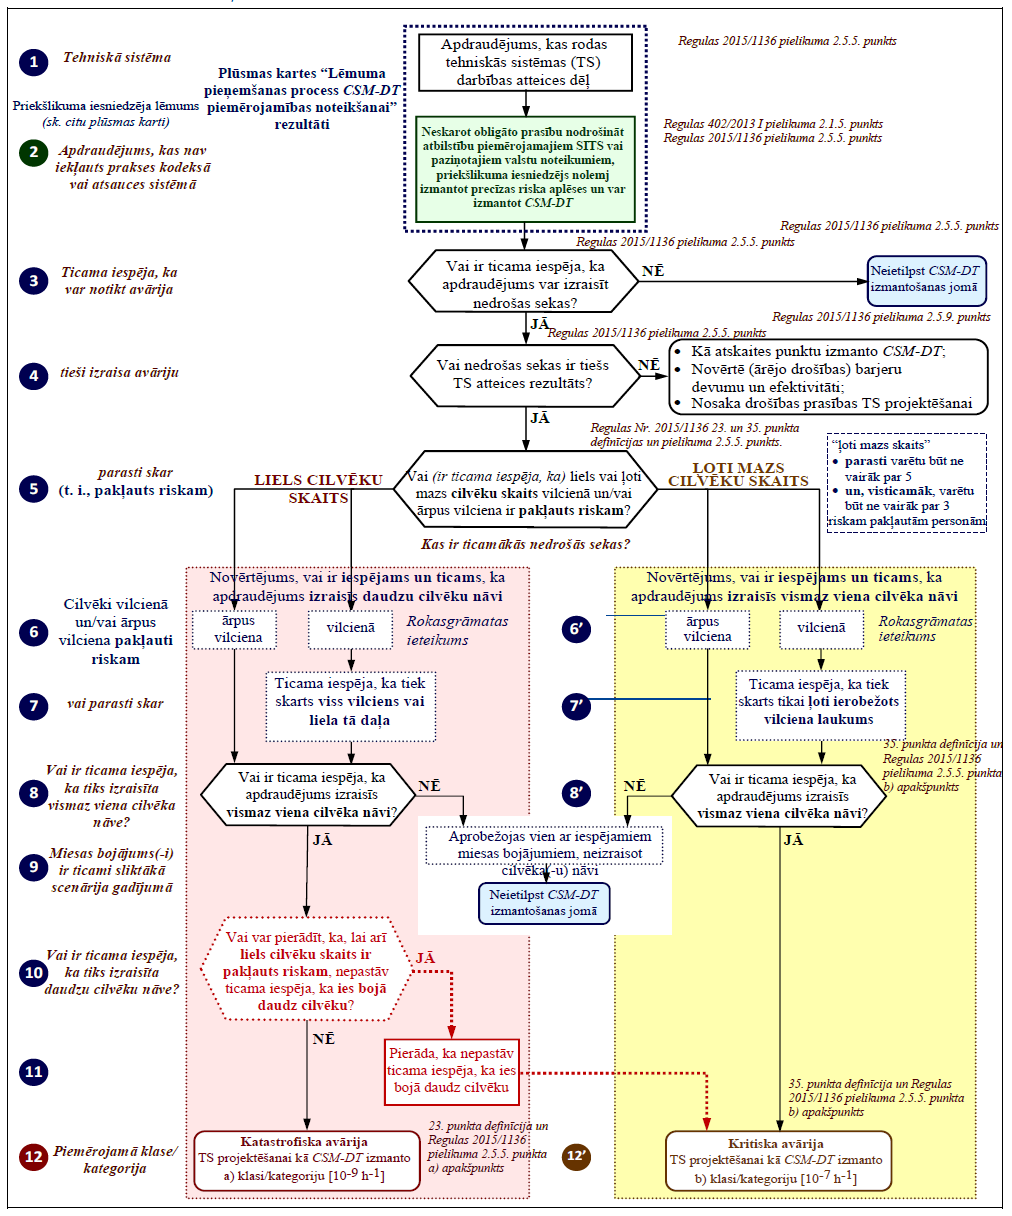 1
Tehniskā sistēma
Priekšlikuma iesniedzēja lēmums
(sk. citu plūsmas karti)
Plūsmas kartes “Lēmuma
pieņemšanas process CSM-DT
piemērojamības noteikšanai”
rezultāti
Apdraudējums, kas rodas
tehniskās sistēmas (TS)
darbības atteices dēļ
Regulas 2015/1136 pielikuma 2.5.5. punkts
2
Apdraudējums, kas nav
iekļauts prakses kodeksā
vai atsauces sistēmā
Neskarot obligāto prasību nodrošināt
atbilstību piemērojamajiem SITS vai
paziņotajiem valstu noteikumiem,
priekšlikuma iesniedzējs nolemj
izmantot precīzas riska aplēses un var
izmantot CSM-DT
Regulas 402/2013 I pielikuma 2.1.5. punkts
Regulas 2015/1136 pielikuma 2.5.5. punkts
Regulas 2015/1136 pielikuma 2.5.5. punkts
Regulas 2015/1136 pielikuma 2.5.5. punkts
3
Ticama iespēja, ka
var notikt avārija
Vai ir ticama iespēja, ka
apdraudējums var izraisīt
nedrošas sekas?
NĒ
Neietilpst CSM-DT
izmantošanas jomā
Regulas 2015/1136 pielikuma 2.5.9. punkts
JĀ
Regulas 2015/1136 pielikuma 2.5.5. punkts
4
tieši izraisa avāriju
Vai nedrošas sekas ir tiešs
TS atteices rezultāts?
NĒ
• Kā atskaites punktu izmanto CSM-DT;
• Novērtē (ārējo drošības) barjeru
devumu un efektivitāti;
• Nosaka drošības prasības TS projektēšanai
JĀ
Regulas Nr. 2015/1136 23. un 35. punkta
definīcijas un pielikuma 2.5.5. punkts.
5
parasti skar
(t. i., pakļauts riskam)
LIELS CILVĒKU
SKAITS
Vai (ir ticama iespēja, ka) liels vai ļoti
mazs cilvēku skaits vilcienā un/vai
ārpus vilciena ir pakļauts riskam?
ĻOTI MAZS
CILVĒKU SKAITS
“ļoti mazs skaits”
• parasti varētu būt ne
vairāk par 5
• un, visticamāk, varētu
būt ne vairāk par 3
riskam pakļautām personām
Kas ir ticamākās nedrošās sekas?
Novērtējums, vai ir iespējams un ticams, ka
apdraudējums izraisīs daudzu cilvēku nāvi
Novērtējums, vai ir iespējams un ticams, ka
apdraudējums izraisīs vismaz viena cilvēka nāvi
6
Cilvēki vilcienā
un/vai ārpus
vilciena pakļauti
riskam
ārpus
vilciena
vilcienā
Rokasgrāmatas
ieteikums
6’
ārpus
vilciena
vilcienā
Rokasgrāmatas
ieteikums
7
vai parasti skar
Ticama iespēja, ka tiek
skarts viss vilciens vai
liela tā daļa
7’
Ticama iespēja, ka tiek
skarts tikai ļoti ierobežots
vilciena laukums
35. punkta definīcija un
Regulas 2015/1136
pielikuma 2.5.5. punkta
b) apakšpunkts
8
Vai ir ticama iespēja,
ka tiks izraisīta
vismaz viena cilvēka
nāve?
Vai ir ticama iespēja, ka
apdraudējums izraisīs
vismaz viena cilvēka nāvi?
NĒ
8’
NĒ
Vai ir ticama iespēja, ka
apdraudējums izraisīs
vismaz viena cilvēka nāvi?
JĀ
JĀ
9
Miesas bojājums(-i)
ir ticami sliktākā
scenārija gadījumā
Aprobežojas vien ar iespējamiem
miesas bojājumiem, neizraisot
cilvēka(-u) nāvi
Neietilpst CSM-DT
izmantošanas jomā
10
Vai ir ticama iespēja,
ka tiks izraisīta
daudzu cilvēku nāve?
Vai var pierādīt, ka, lai arī
liels cilvēku skaits ir
pakļauts riskam, nepastāv
ticama iespēja, ka ies bojā
daudz cilvēku?
JĀ
NĒ
11
Pierāda, ka nepastāv
ticama iespēja, ka ies
bojā daudz cilvēku
35. punkta definīcija un Regulas
2015/1136 pielikuma 2.5.5. punkta
b) apakšpunkts
12
Piemērojamā klase/
kategorija
Katastrofiska avārija
TS projektēšanai kā CSM-DT izmanto
a) klasi/kategoriju [10-9 h-1]
23. punkta definīcija un
Regulas 2015/1136
pielikuma 2.5.5. punkta
a) apakšpunkts
12’
Kritiska avārija
TS projektēšanai kā CSM-DT izmanto
b) klasi/kategoriju [10-7 h-1]